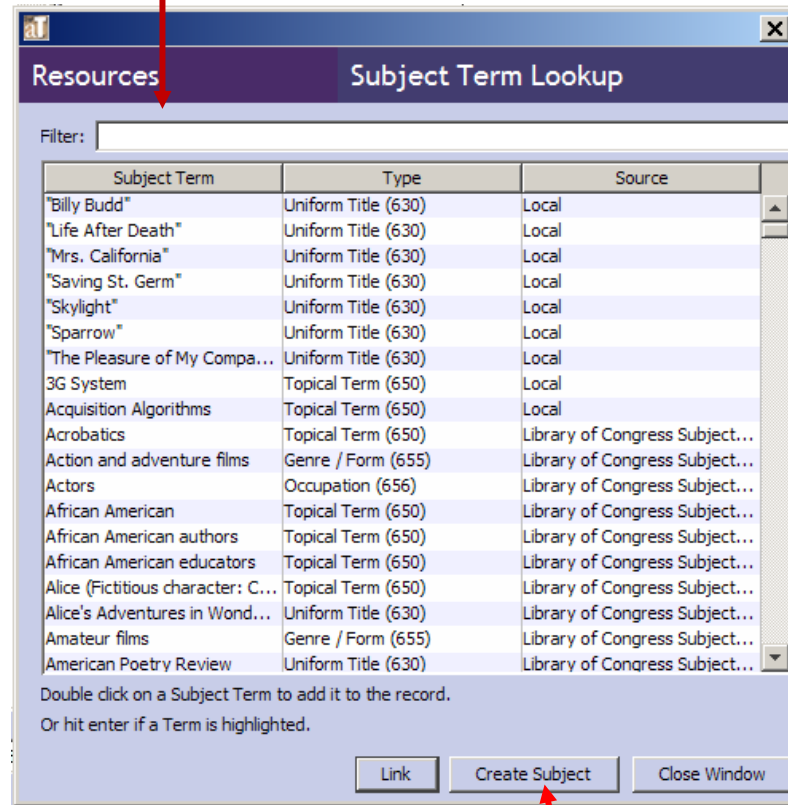 aT
Resources Subject Term Lookup
Filter:
Subject Term Type Source
"Billy Budd" Uniform Title (630) Local
"Life After Death" Uniform Title (630) Local
"Mrs. California" Uniform Title (630) Local
"Saving St. Germ" Uniform Title (630) Local
"Skylight" Uniform Title (630) Local
"Sparrow" Uniform Title (630) Local
"The Pleasure of My Compa... Uniform Title (630) Local
3G System Topical Term (650) Local
Acquisition Algorithms Topical Term (650) Local
Acrobatics Topical Term (650) Library of Congress Subject...
Action and adventure films Genre / Form (655) Library of Congress Subject...
Actors Occupation (656) Library of Congress Subject...
African American Topical Term (650) Library of Congress Subject...
African American authors Topical Term (650) Library of Congress Subject...
African American educators Topical Term (650) Library of Congress Subject...
Alice (Fictitious character: C... Topical Term (650) Library of Congress Subject...
Alice's Adventures in Wond... Uniform Title (630) Library of Congress Subject...
Amateur films Genre / Form (655) Library of Congress Subject...
American Poetry Review Uniform Title (630) Library of Congress Subject...
Double click on a Subject Term to add it to the record.
Or hit enter if a Term is highlighted.
Link Create Subject Close Window